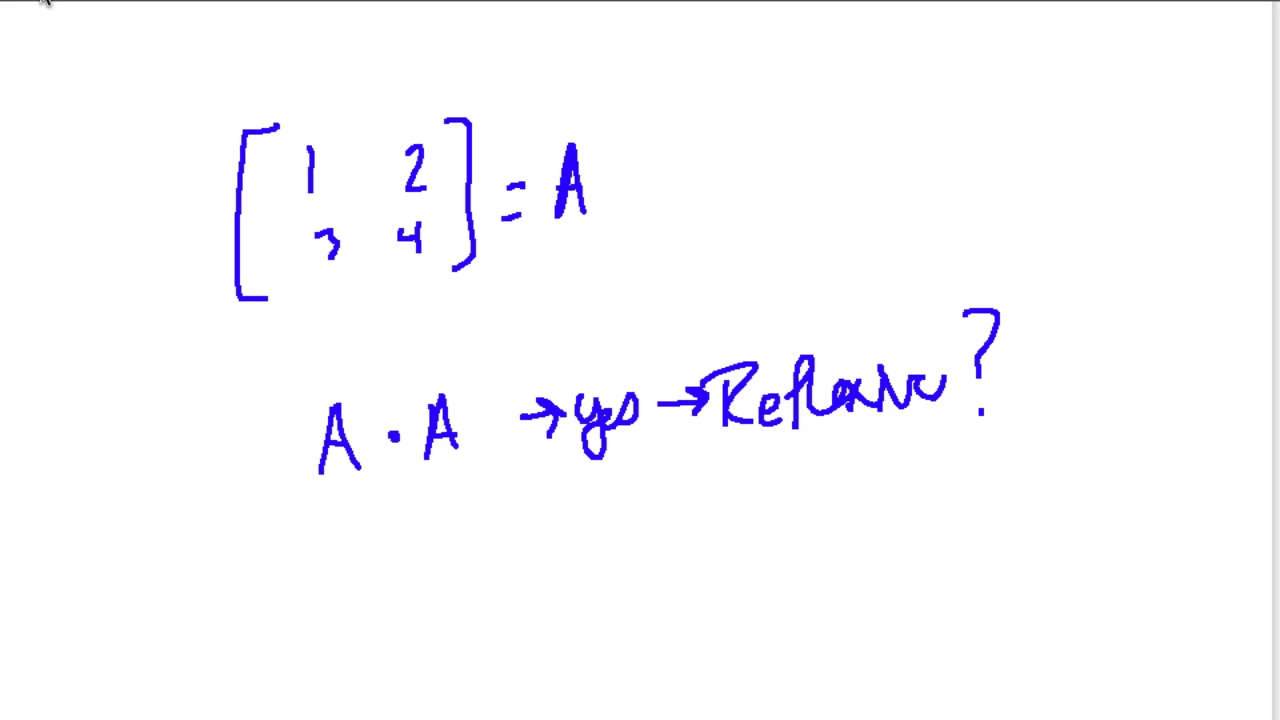 [ 1 2
3 4 ] = A
A · A → yes → Reflexive ?